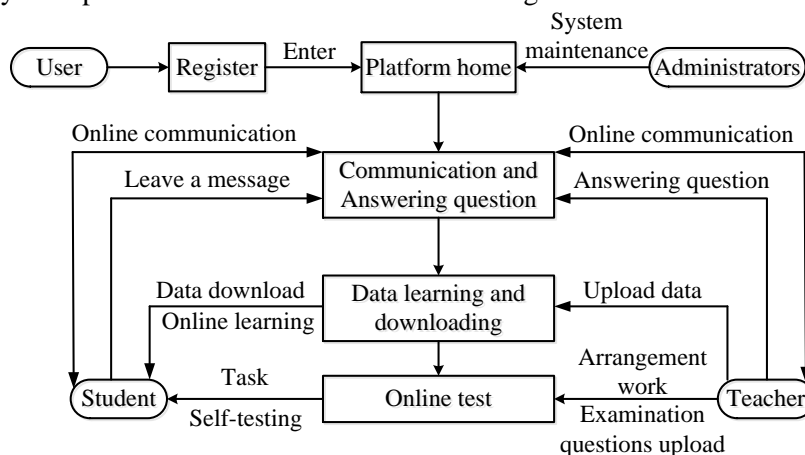 System
maintenance
User
Register
Enter
Platform home
Administrators
Online communication
Online communication
Leave a message
Communication and
Answering question
Answering question
Data download
Online learning
Data learning and
downloading
Upload data
Student
Task
Self-testing
Online test
Arrangement
work
Examination
questions upload
Teacher